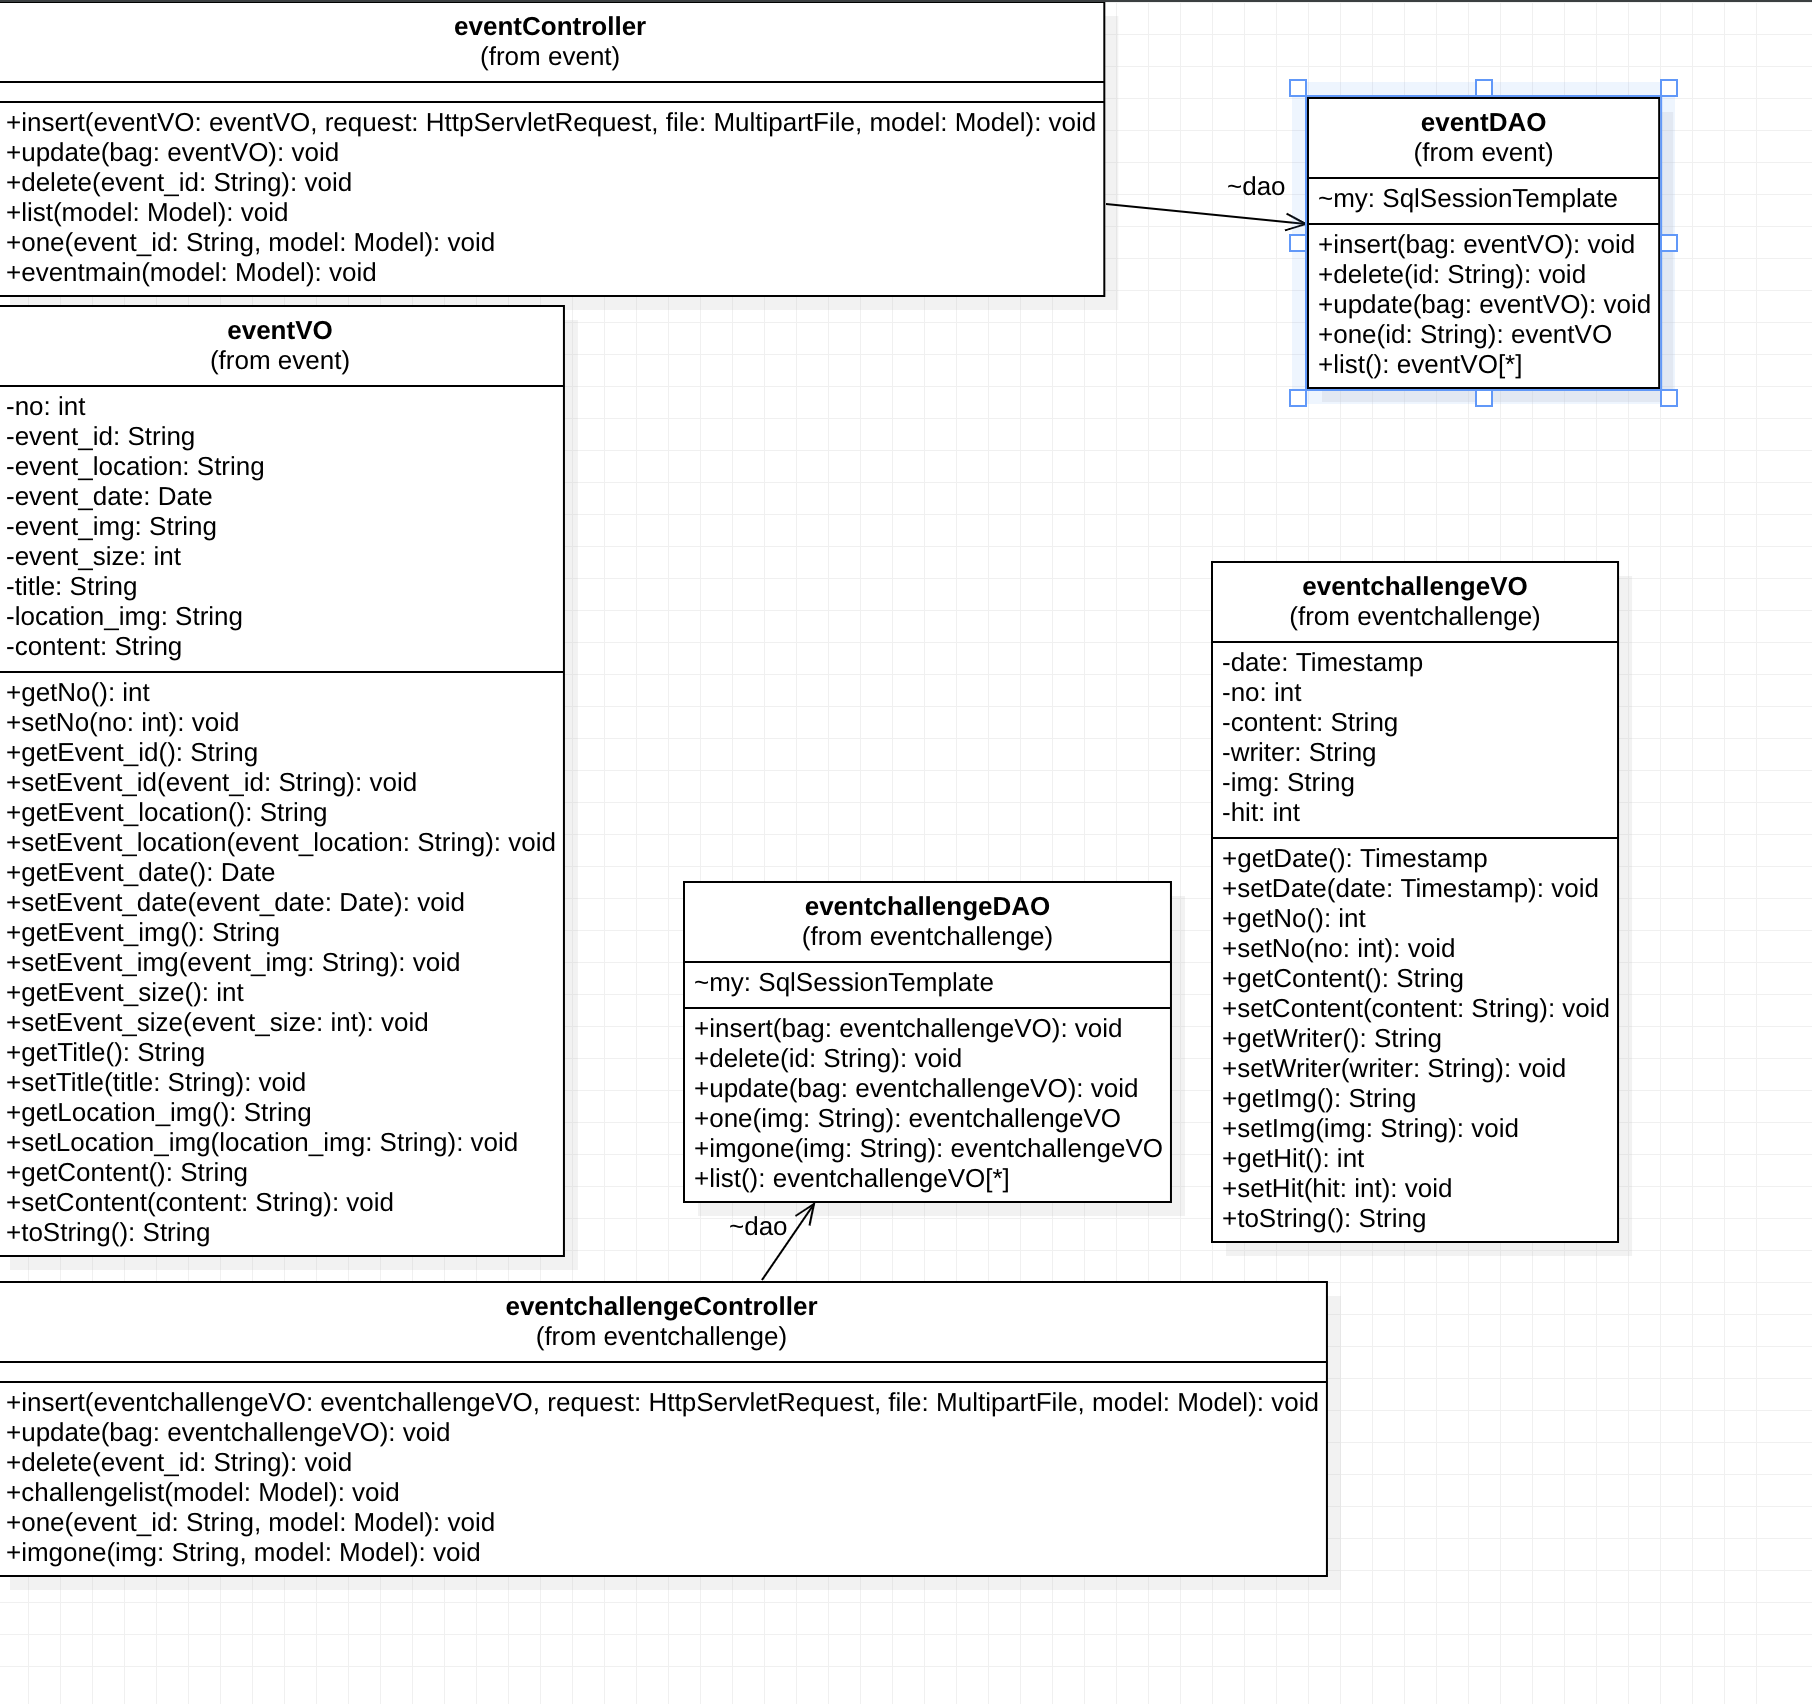 eventController
(from event)
+insert(eventVO: eventVO, request: HttpServletRequest, file: MultipartFile, model: Model): void
+update(bag: eventVO): void
+delete(event_id: String): void
+list(model: Model): void
+one(event_id: String, model: Model): void
+eventmain(model: Model): void
~dao
eventDAO
(from event)
~my: SqlSessionTemplate
+insert(bag: eventVO): void
+delete(id: String): void
+update(bag: eventVO): void
+one(id: String): eventVO
+list(): eventVO[*]
eventVO
(from event)
-no: int
-event_id: String
-event_location: String
-event_date: Date
-event_img: String
-event_size: int
-title: String
-location_img: String
-content: String
+getNo(): int
+setNo(no: int): void
+getEvent_id(): String
+setEvent_id(event_id: String): void
+getEvent_location(): String
+setEvent_location(event_location: String): void
+getEvent_date(): Date
+setEvent_date(event_date: Date): void
+getEvent_img(): String
+setEvent_img(event_img: String): void
+getEvent_size(): int
+setEvent_size(event_size: int): void
+getTitle(): String
+setTitle(title: String): void
+getLocation_img(): String
+setLocation_img(location_img: String): void
+getContent(): String
+setContent(content: String): void
+toString(): String
eventchallengeDAO
(from eventchallenge)
~my: SqlSessionTemplate
+insert(bag: eventchallengeVO): void
+delete(id: String): void
+update(bag: eventchallengeVO): void
+one(img: String): eventchallengeVO
+imgone(img: String): eventchallengeVO
+list(): eventchallengeVO[*]
~dao
eventchallengeVO
(from eventchallenge)
-date: Timestamp
-no: int
-content: String
-writer: String
-img: String
-hit: int
+getDate(): Timestamp
+setDate(date: Timestamp): void
+getNo(): int
+setNo(no: int): void
+getContent(): String
+setContent(content: String): void
+getWriter(): String
+setWriter(writer: String): void
+getImg(): String
+setImg(img: String): void
+getHit(): int
+setHit(hit: int): void
+toString(): String
eventchallengeController
(from eventchallenge)
+insert(eventchallengeVO: eventchallengeVO, request: HttpServletRequest, file: MultipartFile, model: Model): void
+update(bag: eventchallengeVO): void
+delete(event_id: String): void
+challengelist(model: Model): void
+one(event_id: String, model: Model): void
+imgone(img: String, model: Model): void